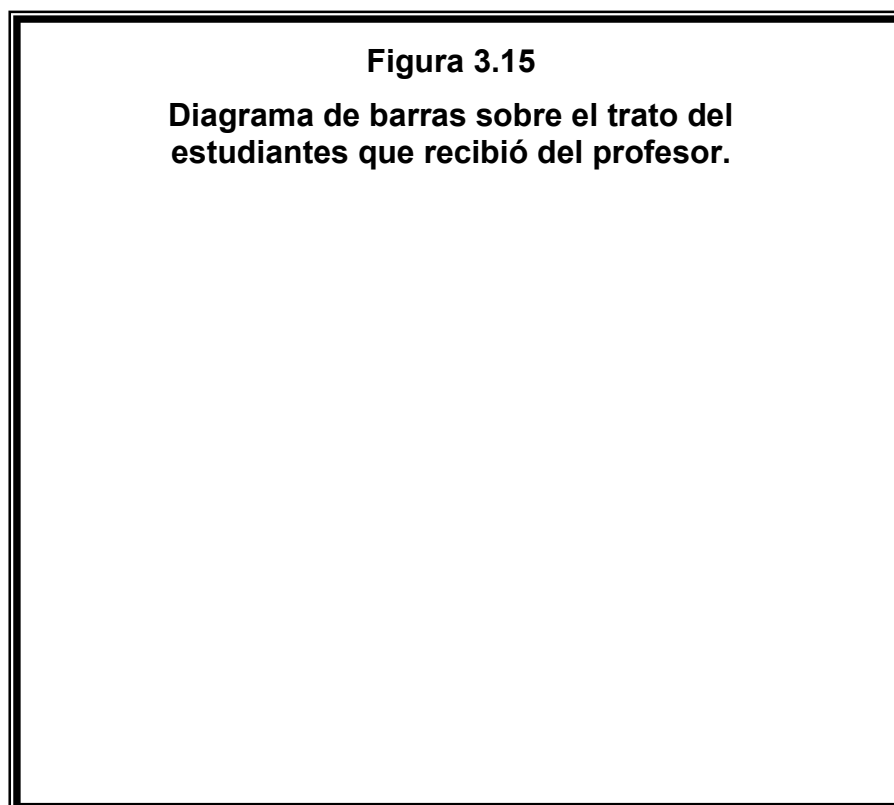 Figura 3.15
Diagrama de barras sobre el trato del
estudiantes que recibió del profesor.